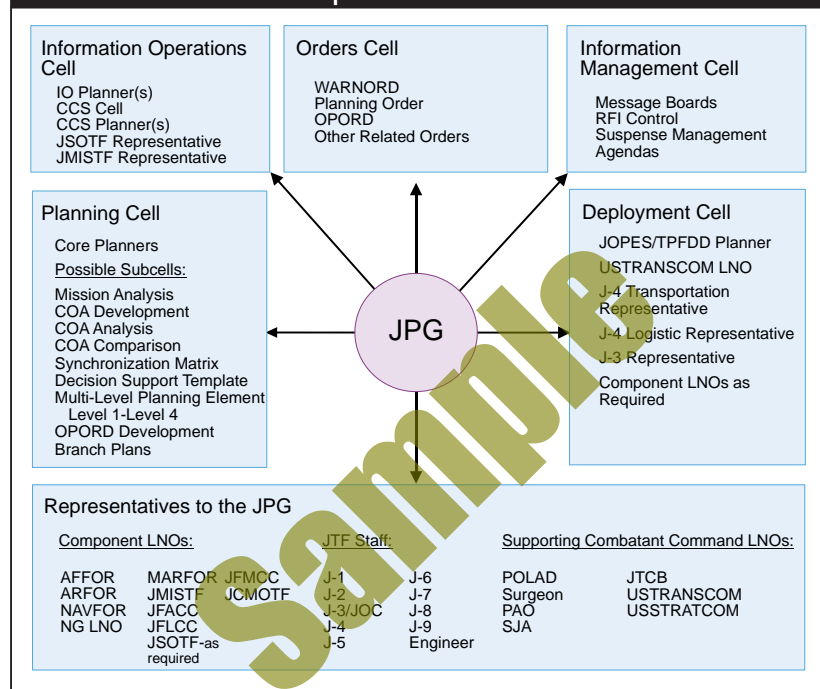 Information Operations
Cell
IO Planner(s)
CCS Cell
CCS Planner(s)
JSOTF Representative
JMISTF Representative
Orders Cell
WARNORD
Planning Order
OPORD
Other Related Orders
Information
Management Cell
Message Boards
RFI Control
Suspense Management
Agendas
Planning Cell
Core Planners
Possible Subcells:
Mission Analysis
COA Development
COA Analysis
COA Comparison
Synchronization Matrix
Decision Support Template
Multi-Level Planning Element
Level 1-Level 4
OPORD Development
Branch Plans
JPG
Deployment Cell
JOPES/TPFDD Planner
USTRANSCOM LNO
J-4 Transportation
Representative
J-4 Logistic Representative
J-3 Representative
Component LNOs as
Required
Sample
Representatives to the JPG
Component LNOs: JTF Staff: Supporting Combatant Command LNOs:
AFFOR MARFOR JFMCC J-1 J-6 POLAD JTCB
ARFOR JMISTF JCMOTF J-2 J-7 Surgeon USTRANSCOM
NAVFOR JFACC J-3/JOC J-8 PAO USSTRATCOM
NG LNO JFLCC J-4 J-9 SJA
JSOTF-as J-5 Engineer
required